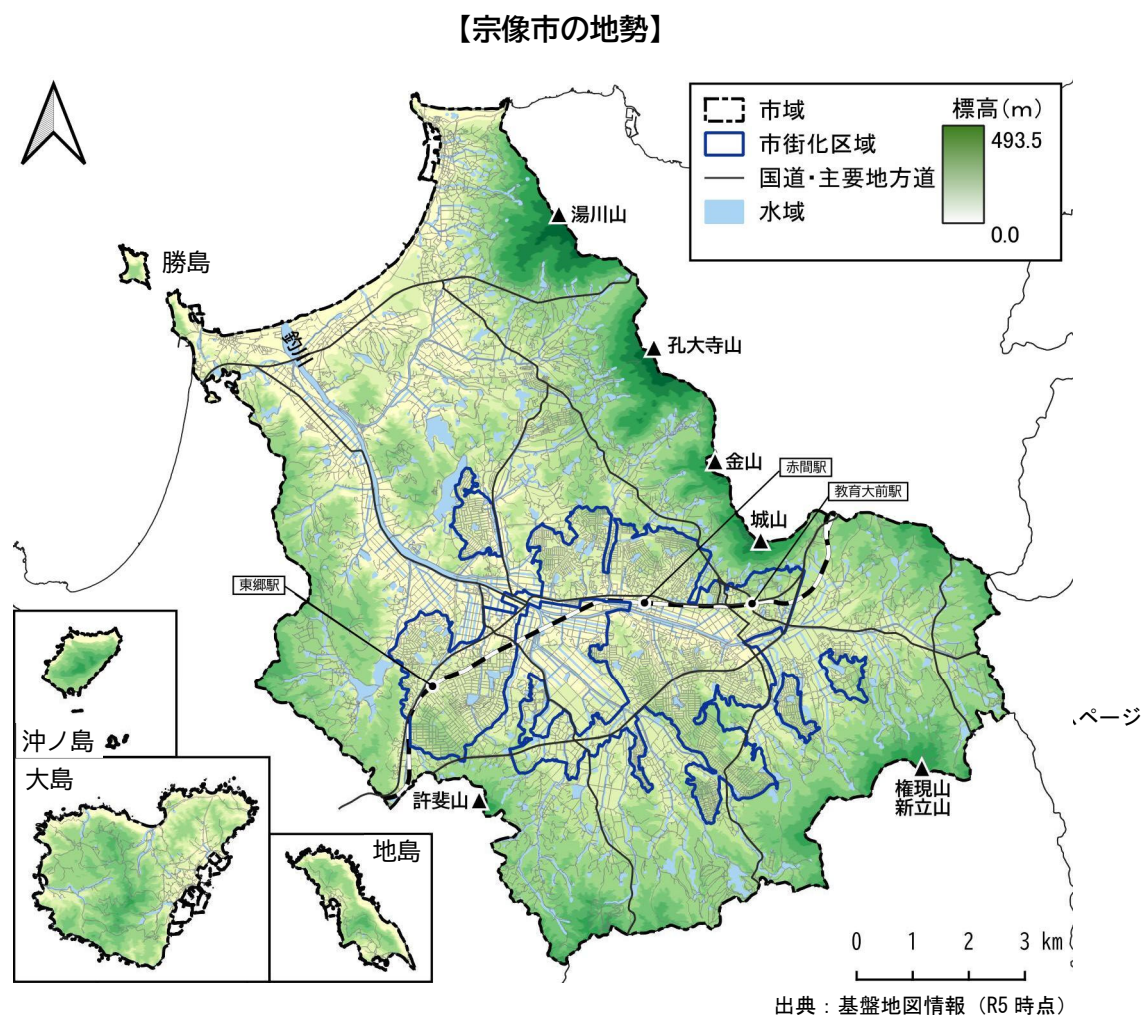 【宗像市の地勢】
市域
市街化区域
国道・主要地方道
水域
標高(m)
493.5
0.0
湯川山
勝島
釣川
孔大寺山
金山
赤間駅
教育大前駅
城山
東郷駅
沖ノ島
ページ
大島
許斐山
権現山
新立山
地島
0 1 2 3 km
出典：基盤地図情報（R5時点）